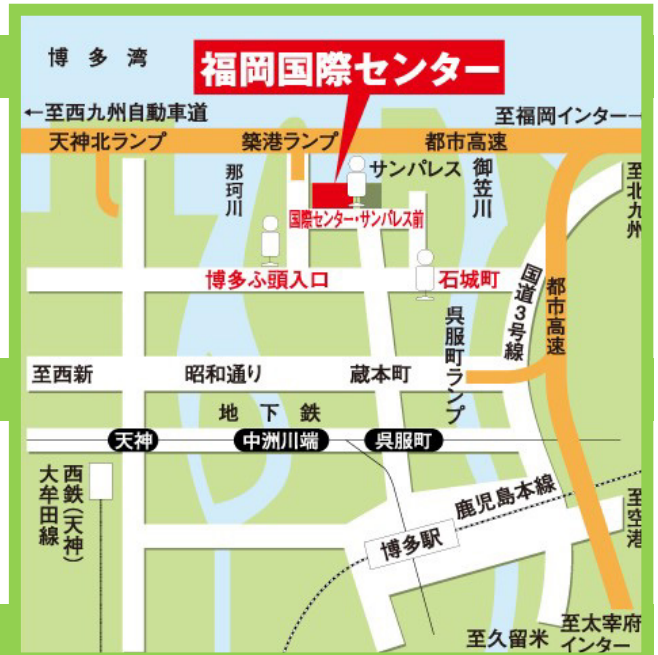 博多湾
福岡国際センター
←至西九州自動車道
至福岡インター→
天神北ランプ
築港ランプ
都市高速
サンパレス
那珂川
御笠川
至北九州
国際センター・サンパレス前
博多ふ頭入口
石城町
国道3号線
都市高速
呉服町ランプ
至西新
昭和通り
蔵本町
地下鉄
天神
中洲川端
呉服町
西鉄(天神)
大牟田線
鹿児島本線
至空港
博多駅
至久留米
至太宰府
インター